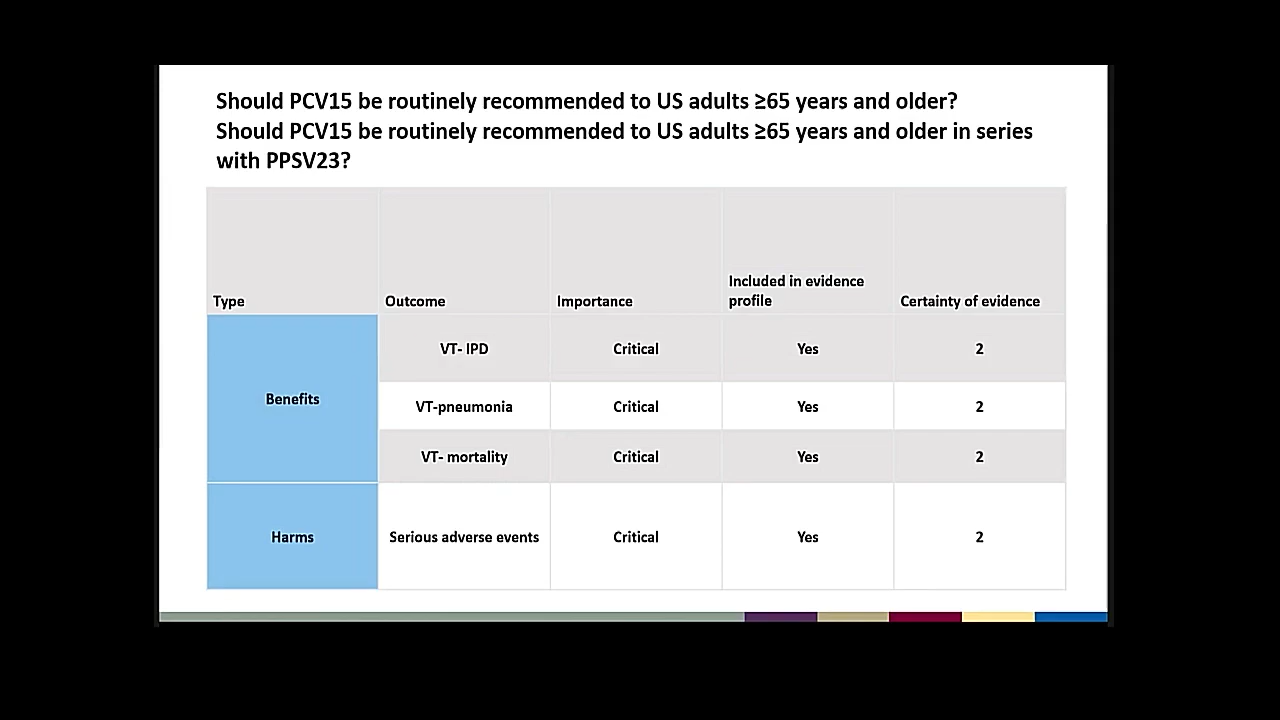 Should PCV15 be routinely recommended to US adults ≥65 years and older?
Should PCV15 be routinely recommended to US adults ≥65 years and older in series
with PPSV23?
Type
Outcome
Importance
Included in evidence
profile
Certainty of evidence
Benefits
VT- IPD
Critical
Yes
2
VT-pneumonia
Critical
Yes
2
VT- mortality
Critical
Yes
2
Harms
Serious adverse events
Critical
Yes
2